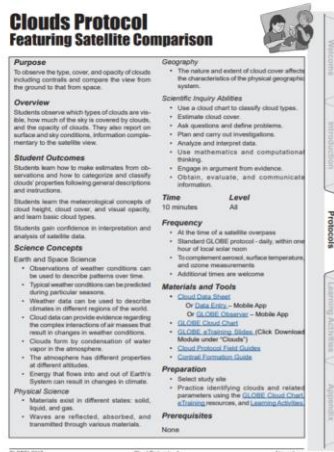 Clouds Protocol
Featuring Satellite Comparison
Purpose
To observe the type, cover, and opacity of clouds
including contrails and compare the view from
the ground to that from space.
Overview
Students observe which types of clouds are vis-
ible, how much of the sky is covered by clouds,
and the opacity of clouds. They also report on
surface and sky conditions, information comple-
mentary to the satellite view.
Student Outcomes
Students learn how to make estimates from ob-
servations and how to categorize and classify
clouds' properties following general descriptions
and instructions.
Students learn the meteorological concepts of
cloud height, cloud cover, and visual opacity,
and learn basic cloud types.
Students gain confidence in interpretation and
analysis of satellite data.
Science Concepts
Earth and Space Science
• Observations of weather conditions can
be used to describe patterns over time.
• Typical weather conditions can be predicted
during particular seasons.
• Weather data can be used to describe
climates in different regions of the world.
• Cloud data can provide evidence regarding
the complex interactions of air masses that
result in changes in weather conditions.
• Clouds form by condensation of water
vapor in the atmosphere.
• The atmosphere has different properties
at different altitudes.
• Energy that flows into and out of Earth's
System can result in changes in climate.
Physical Science
• Materials exist in different states: solid,
liquid, and gas.
• Waves are reflected, absorbed, and
transmitted through various materials.
Geography
• The nature and extent of cloud cover affects
the characteristics of the physical geographic
system.
Scientific Inquiry Abilities
• Use a cloud chart to classify cloud types.
• Estimate cloud cover.
• Ask questions and define problems.
• Plan and carry out investigations.
• Analyze and interpret data.
• Use mathematics and computational
thinking.
• Engage in argument from evidence.
• Obtain, evaluate, and communicate
information.
Time Level
10 minutes All
Frequency
• At the time of a satellite overpass
• Standard GLOBE protocol - daily, within one
hour of local solar noon
• To complement aerosol, surface temperature,
and ozone measurements
• Additional times are welcome
Materials and Tools
• Cloud Data Sheet
Or Data Entry – Mobile App
Or GLOBE Observer – Mobile App
• GLOBE Cloud Chart
• GLOBE eTraining Slides (Click Download
Module under "Clouds")
• Cloud Protocol Field Guides
• Contrail Formation Guide
Preparation
• Select study site
• Practice identifying clouds and related
parameters using the GLOBE Cloud Chart,
eTraining resources, and Learning Activities.
Prerequisites
None
Welcome
Introduction
Protocols
Learning Activities
Appendix